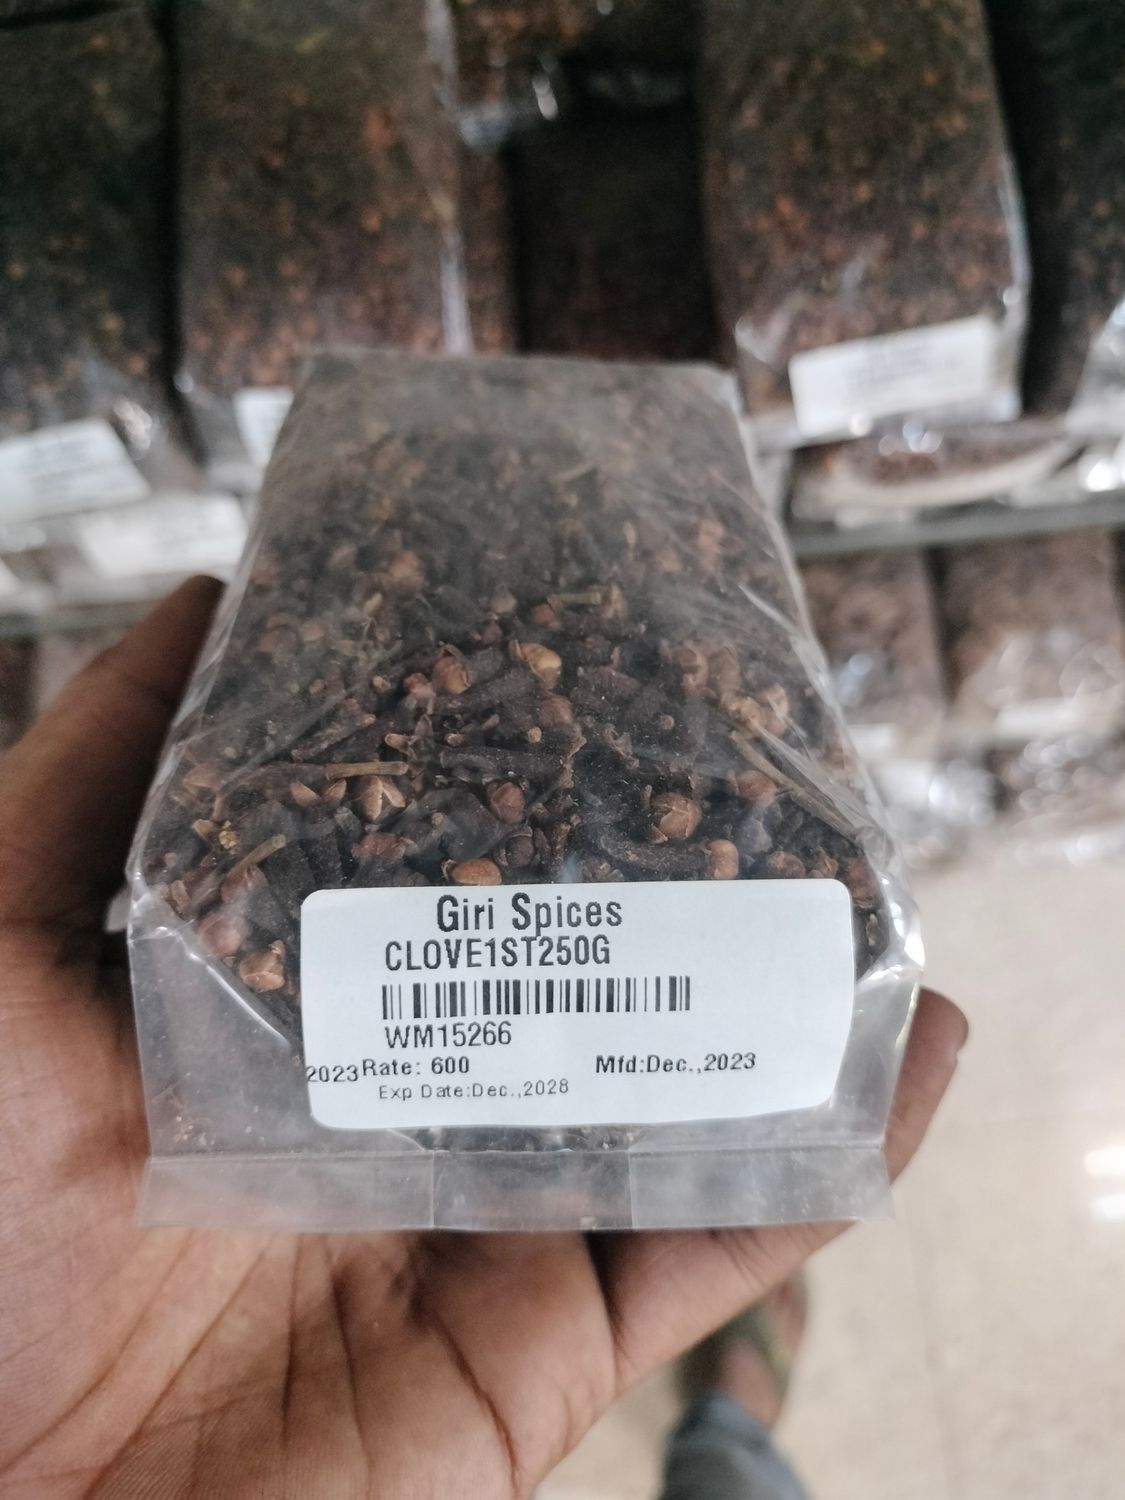 Giri Spices
CLOVE1ST250G
WM15266
2023 Rate: 600 Mfd:Dec.,2023
Exp Date:Dec.,2028